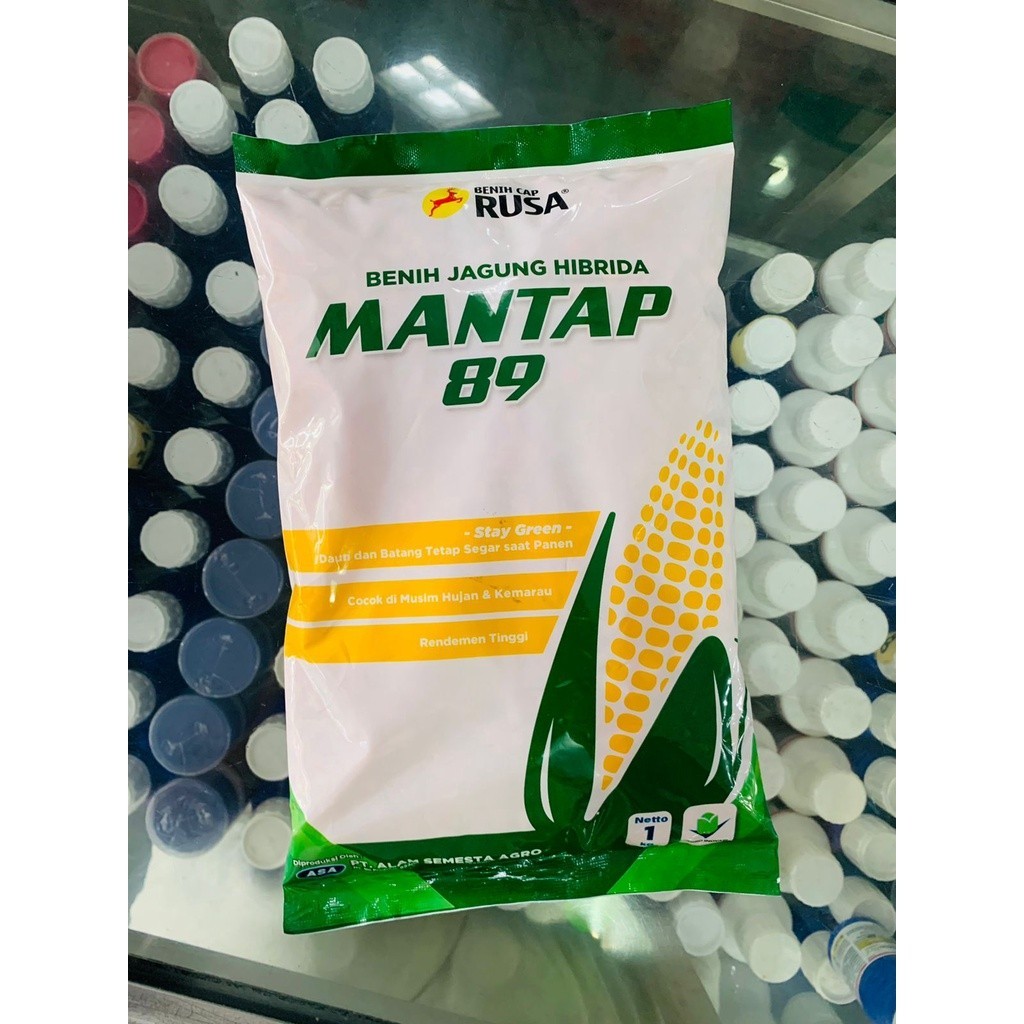 BENIH CAP
RUSA®
BENIH JAGUNG HIBRIDA
MANTAP
89
- Stay Green -
Daun dan Batang Tetap Segar saat Panen
Cocok di Musim Hujan & Kemarau
Rendemen Tinggi
Netto
1
kg
Diproduksi Oleh
ASA
PT. ALAM SEMESTA AGRO